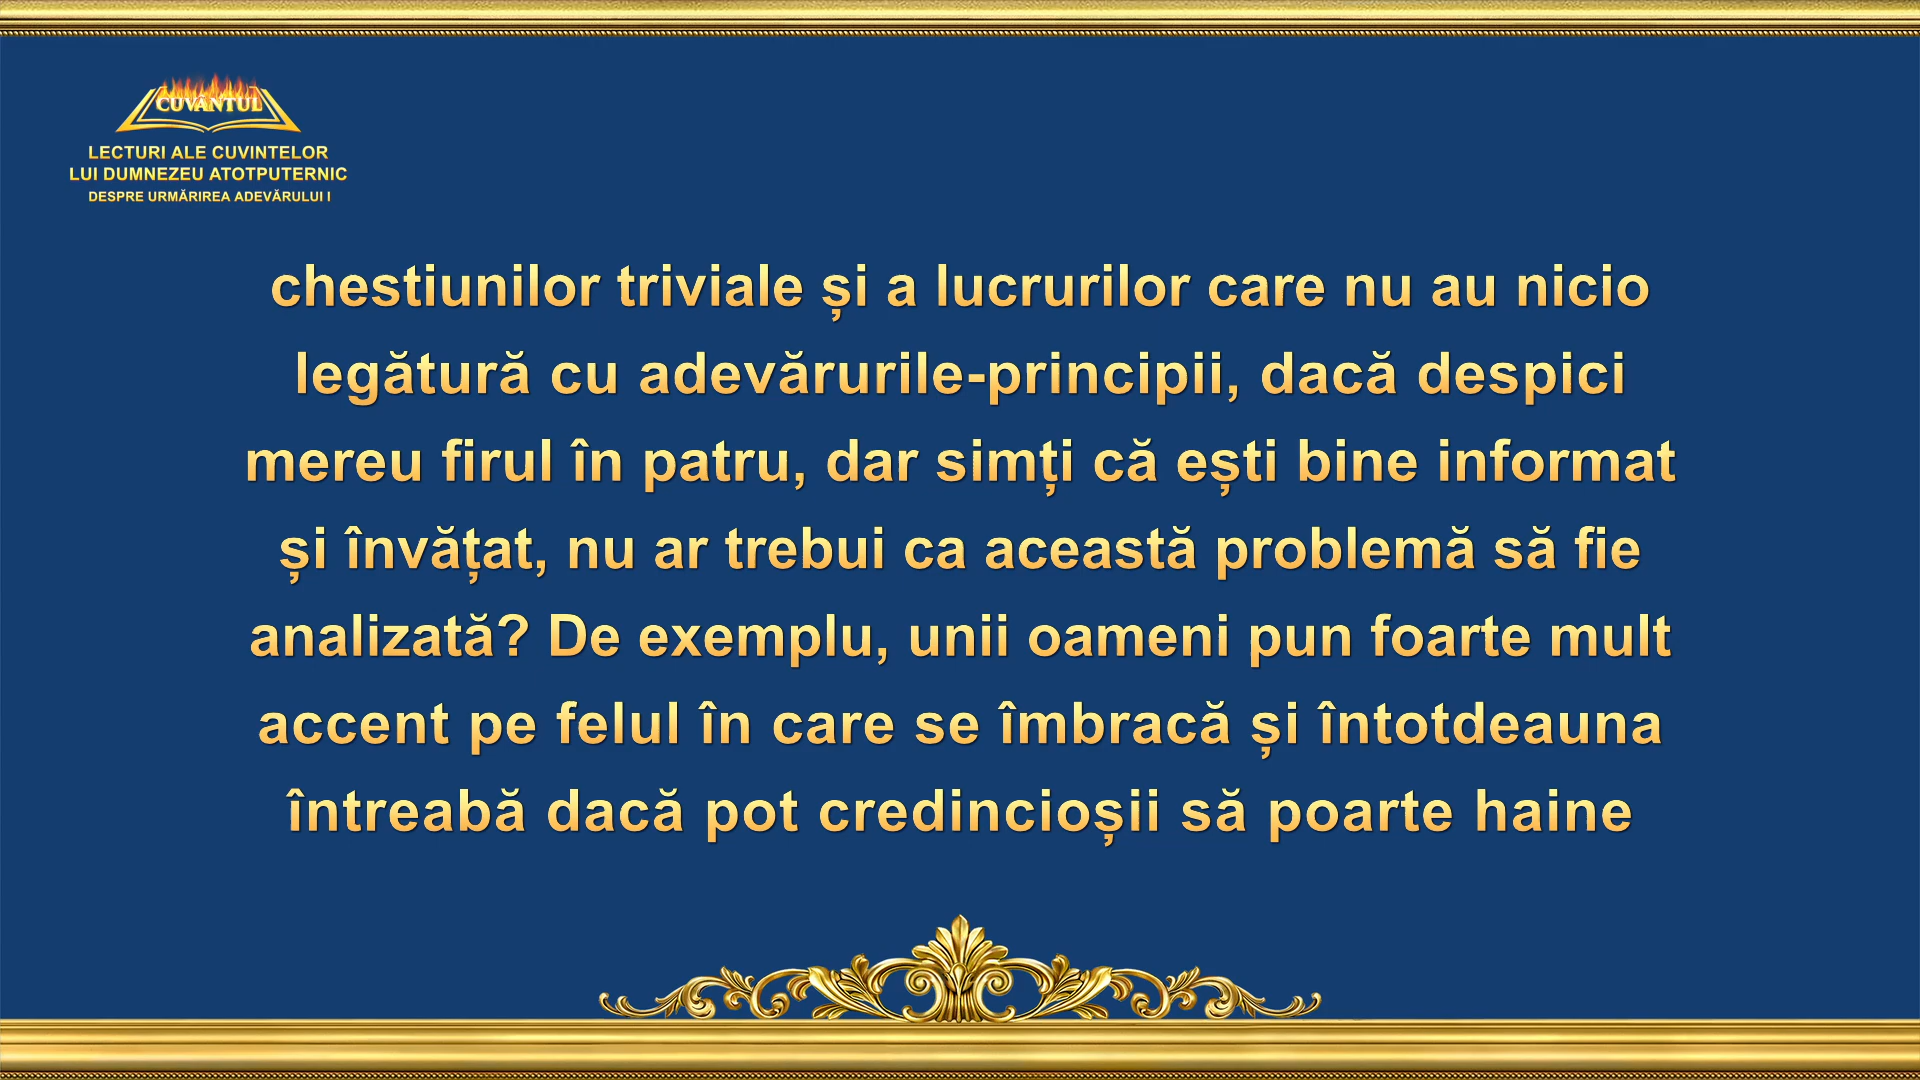 CUVÂNTUL
LECTURI ALE CUVINTELOR
LUI DUMNEZEU ATOTPUTERNIC
DESPRE URMĂRIREA ADEVĂRULUI I
chestiunilor triviale și a lucrurilor care nu au nicio
legătură cu adevărurile-principii, dacă despici
mereu firul în patru, dar simți că ești bine informat
și învățat, nu ar trebui ca această problemă să fie
analizată? De exemplu, unii oameni pun foarte mult
accent pe felul în care se îmbracă și întotdeauna
întreabă dacă pot credincioșii să poarte haine